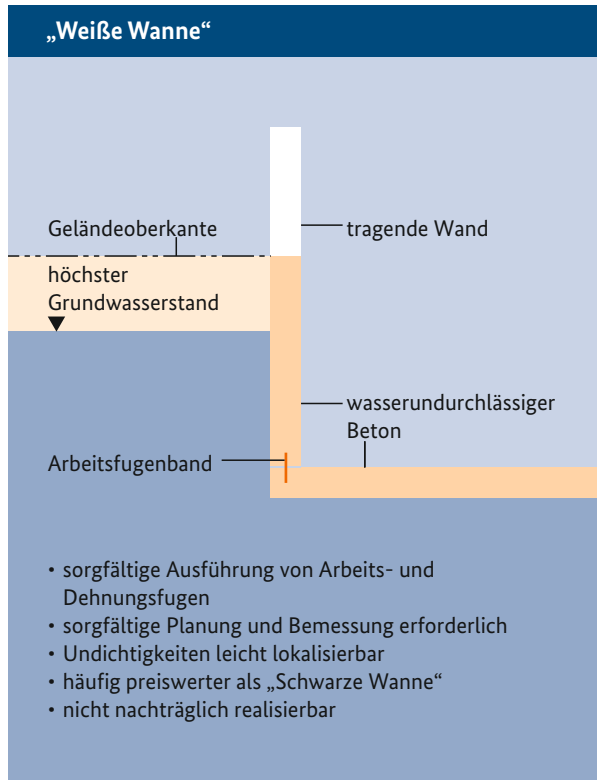 „Weiße Wanne“
Geländeoberkante
tragende Wand
höchster
Grundwasserstand
wasserundurchlässiger
Beton
Arbeitsfugenband
• sorgfältige Ausführung von Arbeits- und
Dehnungsfugen
• sorgfältige Planung und Bemessung erforderlich
• Undichtigkeiten leicht lokalisierbar
• häufig preiswerter als „Schwarze Wanne“
• nicht nachträglich realisierbar